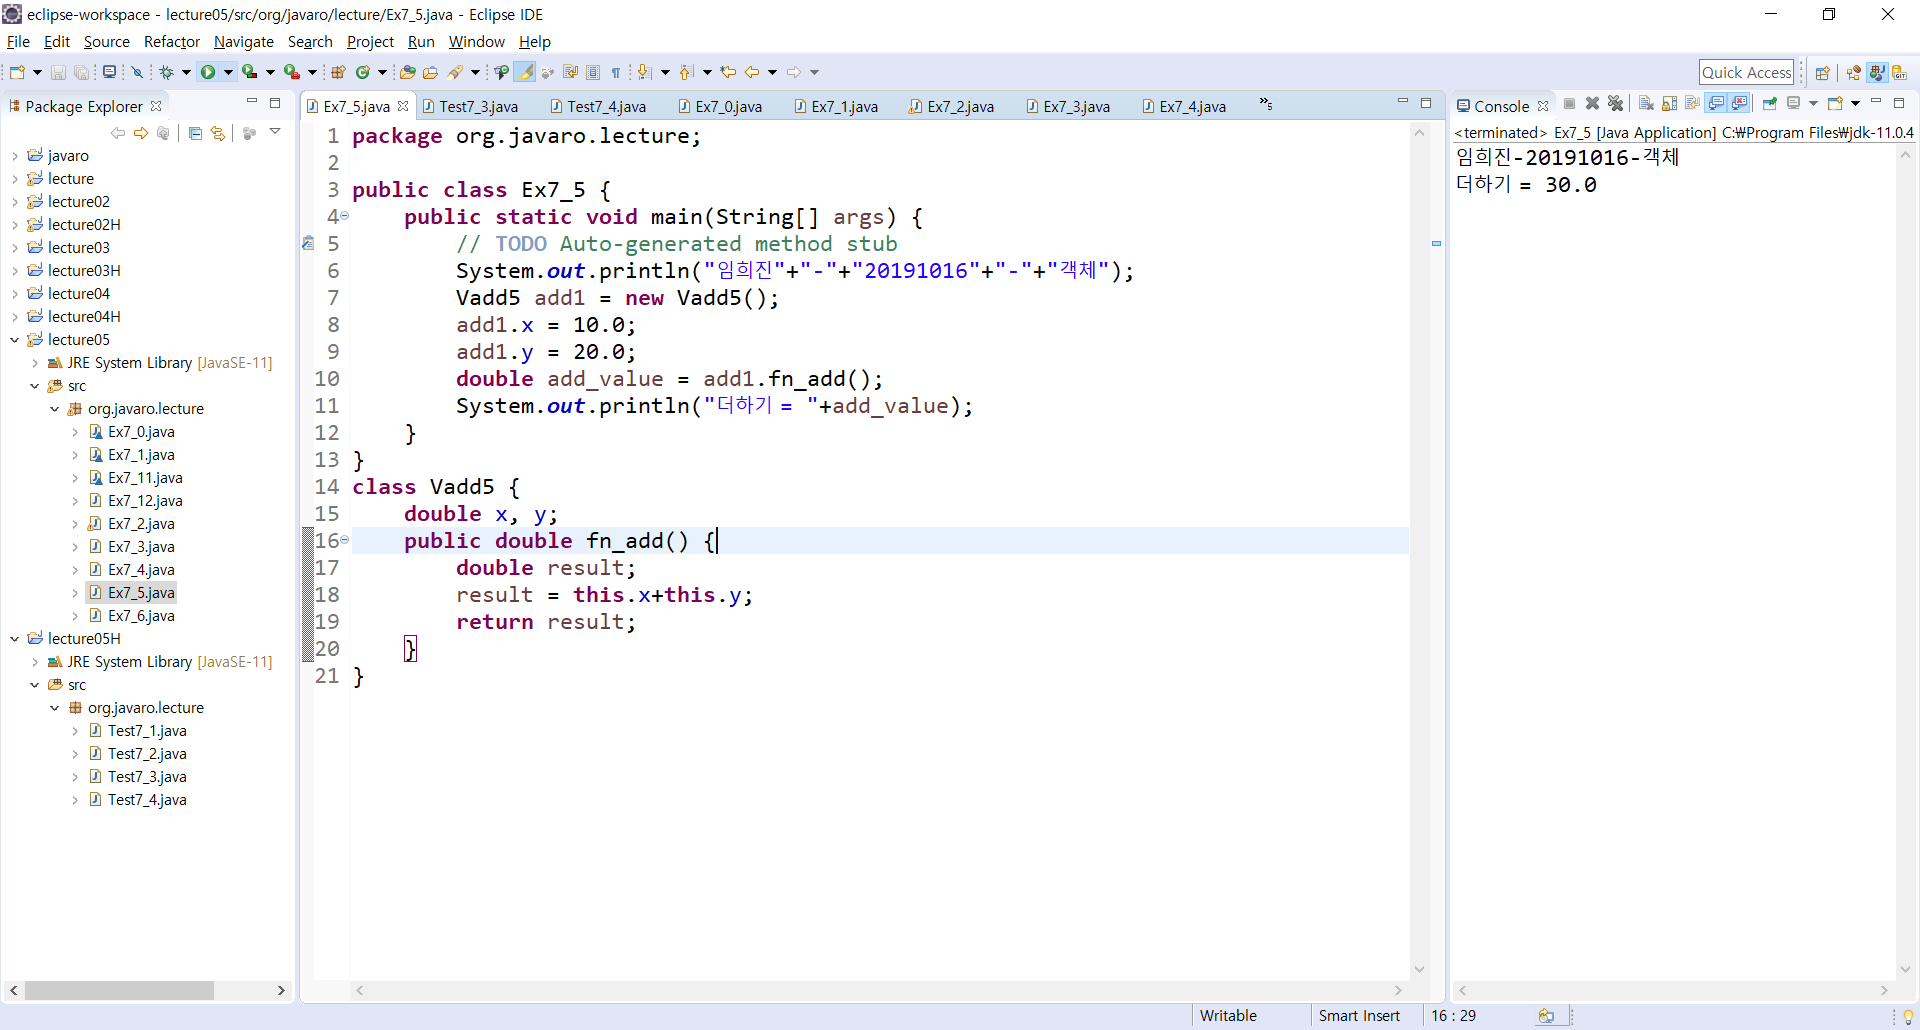 eclipse-workspace - lecture05/src/org/javaro/lecture/Ex7_5.java - Eclipse IDE
File Edit Source Refactor Navigate Search Project Run Window Help
Quick Access
Package Explorer
javaro
lecture
lecture02
lecture02H
lecture03
lecture03H
lecture04
lecture04H
lecture05
JRE System Library [JavaSE-11]
src
org.javaro.lecture
Ex7_0.java
Ex7_1.java
Ex7_11.java
Ex7_12.java
Ex7_2.java
Ex7_3.java
Ex7_4.java
Ex7_5.java
Ex7_6.java
lecture05H
JRE System Library [JavaSE-11]
src
org.javaro.lecture
Test7_1.java
Test7_2.java
Test7_3.java
Test7_4.java
Ex7_5.java Test7_3.java Test7_4.java Ex7_0.java Ex7_1.java Ex7_2.java Ex7_3.java Ex7_4.java »5
1 package org.javaro.lecture;
2
3 public class Ex7_5 {
4 public static void main(String[] args) {
5 // TODO Auto-generated method stub
6 System.out.println("임희진"+"-"+"20191016"+"-"+"객체");
7 Vadd5 add1 = new Vadd5();
8 add1.x = 10.0;
9 add1.y = 20.0;
10 double add_value = add1.fn_add();
11 System.out.println("더하기 = "+add_value);
12 }
13 }
14 class Vadd5 {
15 double x, y;
16 public double fn_add() {
17 double result;
18 result = this.x+this.y;
19 return result;
20 }
21 }
Console
<terminated> Ex7_5 [Java Application] C:₩Program Files₩jdk-11.0.4
임희진-20191016-객체
더하기 = 30.0
Writable Smart Insert 16 : 29